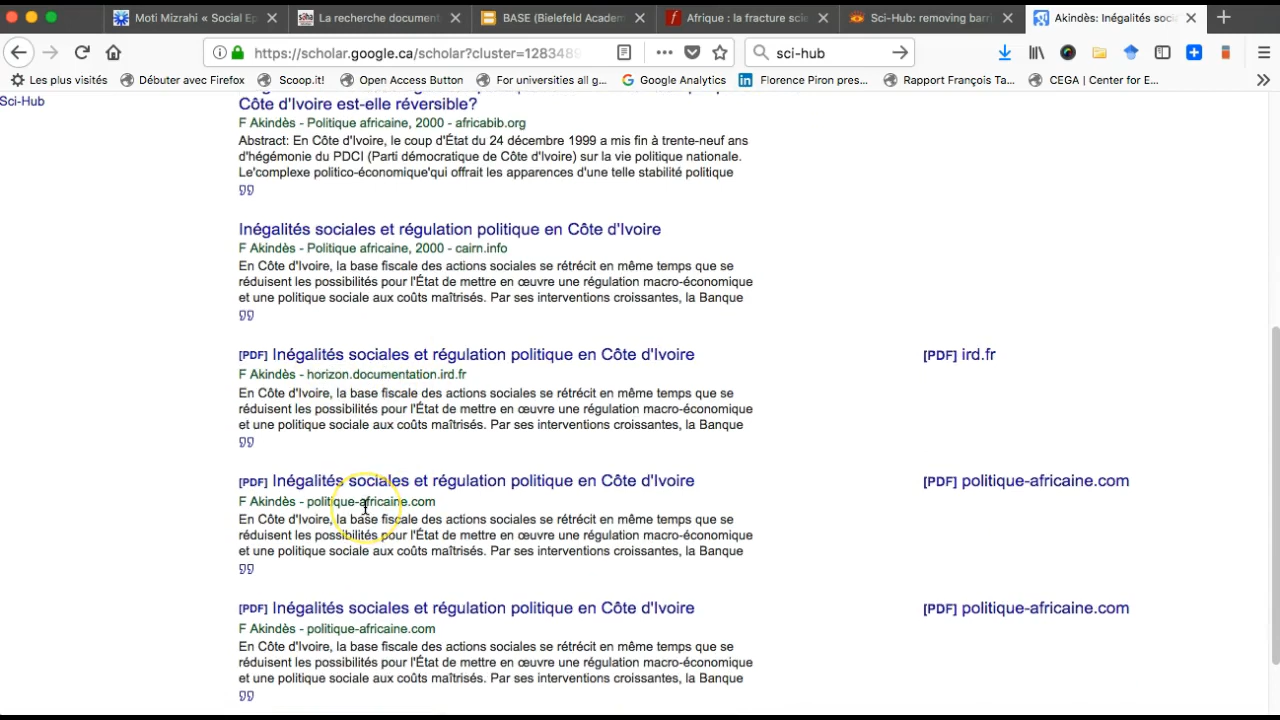 Moti Mizrahi « Social Ep
La recherche document
BASE (Bielefeld Academ
Afrique : la fracture scie
Sci-Hub: removing barri
Akindès: Inégalités soci
https://scholar.google.ca/scholar?cluster=1283489
sci-hub
Les plus visités
Débuter avec Firefox
Scoop.it!
Open Access Button
For universities all g...
Google Analytics
Florence Piron pres...
Rapport François Ta...
CEGA | Center for E...
Sci-Hub
Côte d'Ivoire est-elle réversible?
F Akindès - Politique africaine, 2000 - africabib.org
Abstract: En Côte d'Ivoire, le coup d'État du 24 décembre 1999 a mis fin à trente-neuf ans
d'hégémonie du PDCI (Parti démocratique de Côte d'Ivoire) sur la vie politique nationale.
Le'complexe politico-économique'qui offrait les apparences d'une telle stabilité politique
Inégalités sociales et régulation politique en Côte d'Ivoire
F Akindès - Politique africaine, 2000 - cairn.info
En Côte d'Ivoire, la base fiscale des actions sociales se rétrécit en même temps que se
réduisent les possibilités pour l'État de mettre en œuvre une régulation macro-économique
et une politique sociale aux coûts maîtrisés. Par ses interventions croissantes, la Banque
[PDF] Inégalités sociales et régulation politique en Côte d'Ivoire
[PDF] ird.fr
F Akindès - horizon.documentation.ird.fr
En Côte d'Ivoire, la base fiscale des actions sociales se rétrécit en même temps que se
réduisent les possibilités pour l'État de mettre en œuvre une régulation macro-économique
et une politique sociale aux coûts maîtrisés. Par ses interventions croissantes, la Banque
[PDF] Inégalités sociales et régulation politique en Côte d'Ivoire
[PDF] politique-africaine.com
F Akindès - politique-africaine.com
En Côte d'Ivoire, la base fiscale des actions sociales se rétrécit en même temps que se
réduisent les possibilités pour l'État de mettre en œuvre une régulation macro-économique
et une politique sociale aux coûts maîtrisés. Par ses interventions croissantes, la Banque
[PDF] Inégalités sociales et régulation politique en Côte d'Ivoire
[PDF] politique-africaine.com
F Akindès - politique-africaine.com
En Côte d'Ivoire, la base fiscale des actions sociales se rétrécit en même temps que se
réduisent les possibilités pour l'État de mettre en œuvre une régulation macro-économique
et une politique sociale aux coûts maîtrisés. Par ses interventions croissantes, la Banque